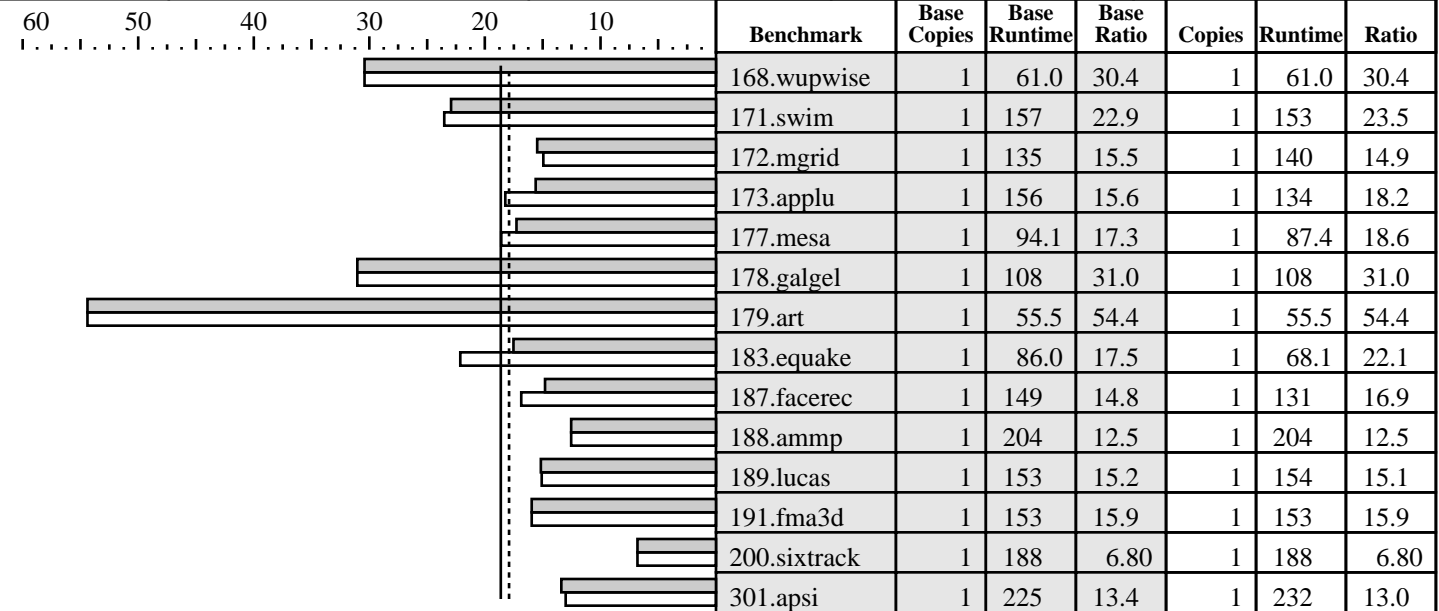 60 50 40 30 20 10
Benchmark Base Copies Base Runtime Base Ratio Copies Runtime Ratio
168.wupwise 1 61.0 30.4 1 61.0 30.4
171.swim 1 157 22.9 1 153 23.5
172.mgrid 1 135 15.5 1 140 14.9
173.applu 1 156 15.6 1 134 18.2
177.mesa 1 94.1 17.3 1 87.4 18.6
178.galgel 1 108 31.0 1 108 31.0
179.art 1 55.5 54.4 1 55.5 54.4
183.equake 1 86.0 17.5 1 68.1 22.1
187.facerec 1 149 14.8 1 131 16.9
188.ammp 1 204 12.5 1 204 12.5
189.lucas 1 153 15.2 1 154 15.1
191.fma3d 1 153 15.9 1 153 15.9
200.sixtrack 1 188 6.80 1 188 6.80
301.apsi 1 225 13.4 1 232 13.0